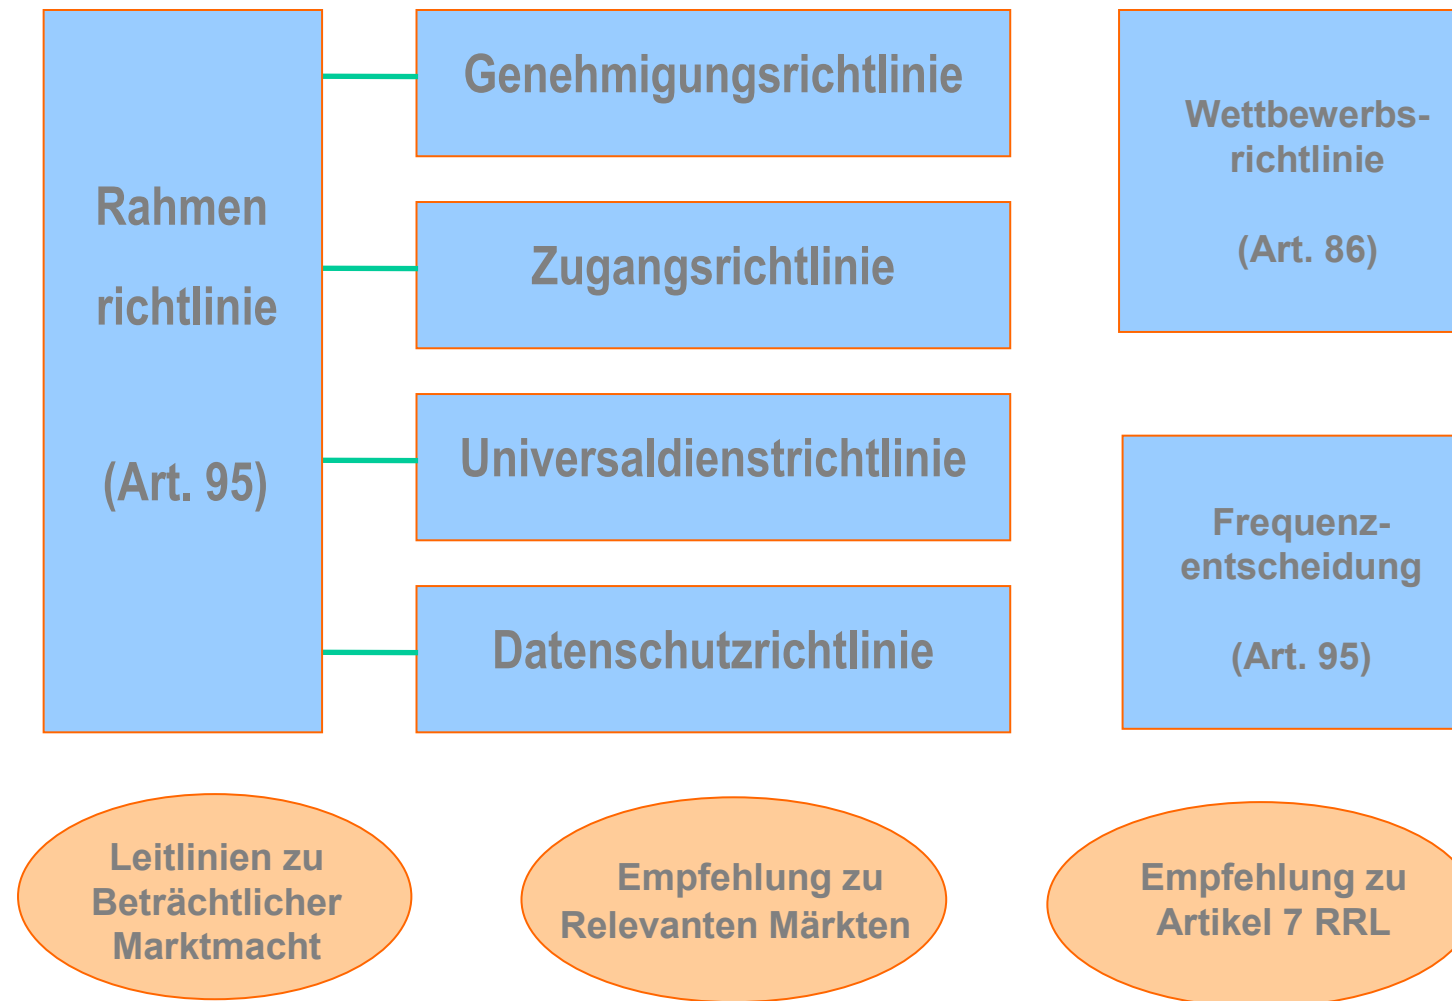 Rahmen
richtlinie
(Art. 95)
Genehmigungsrichtlinie
Zugangsrichtlinie
Universaldienstrichtlinie
Datenschutzrichtlinie
Wettbewerbs-
richtlinie
(Art. 86)
Frequenz-
entscheidung
(Art. 95)
Leitlinien zu
Beträchtlicher
Marktmacht
Empfehlung zu
Relevanten Märkten
Empfehlung zu
Artikel 7 RRL